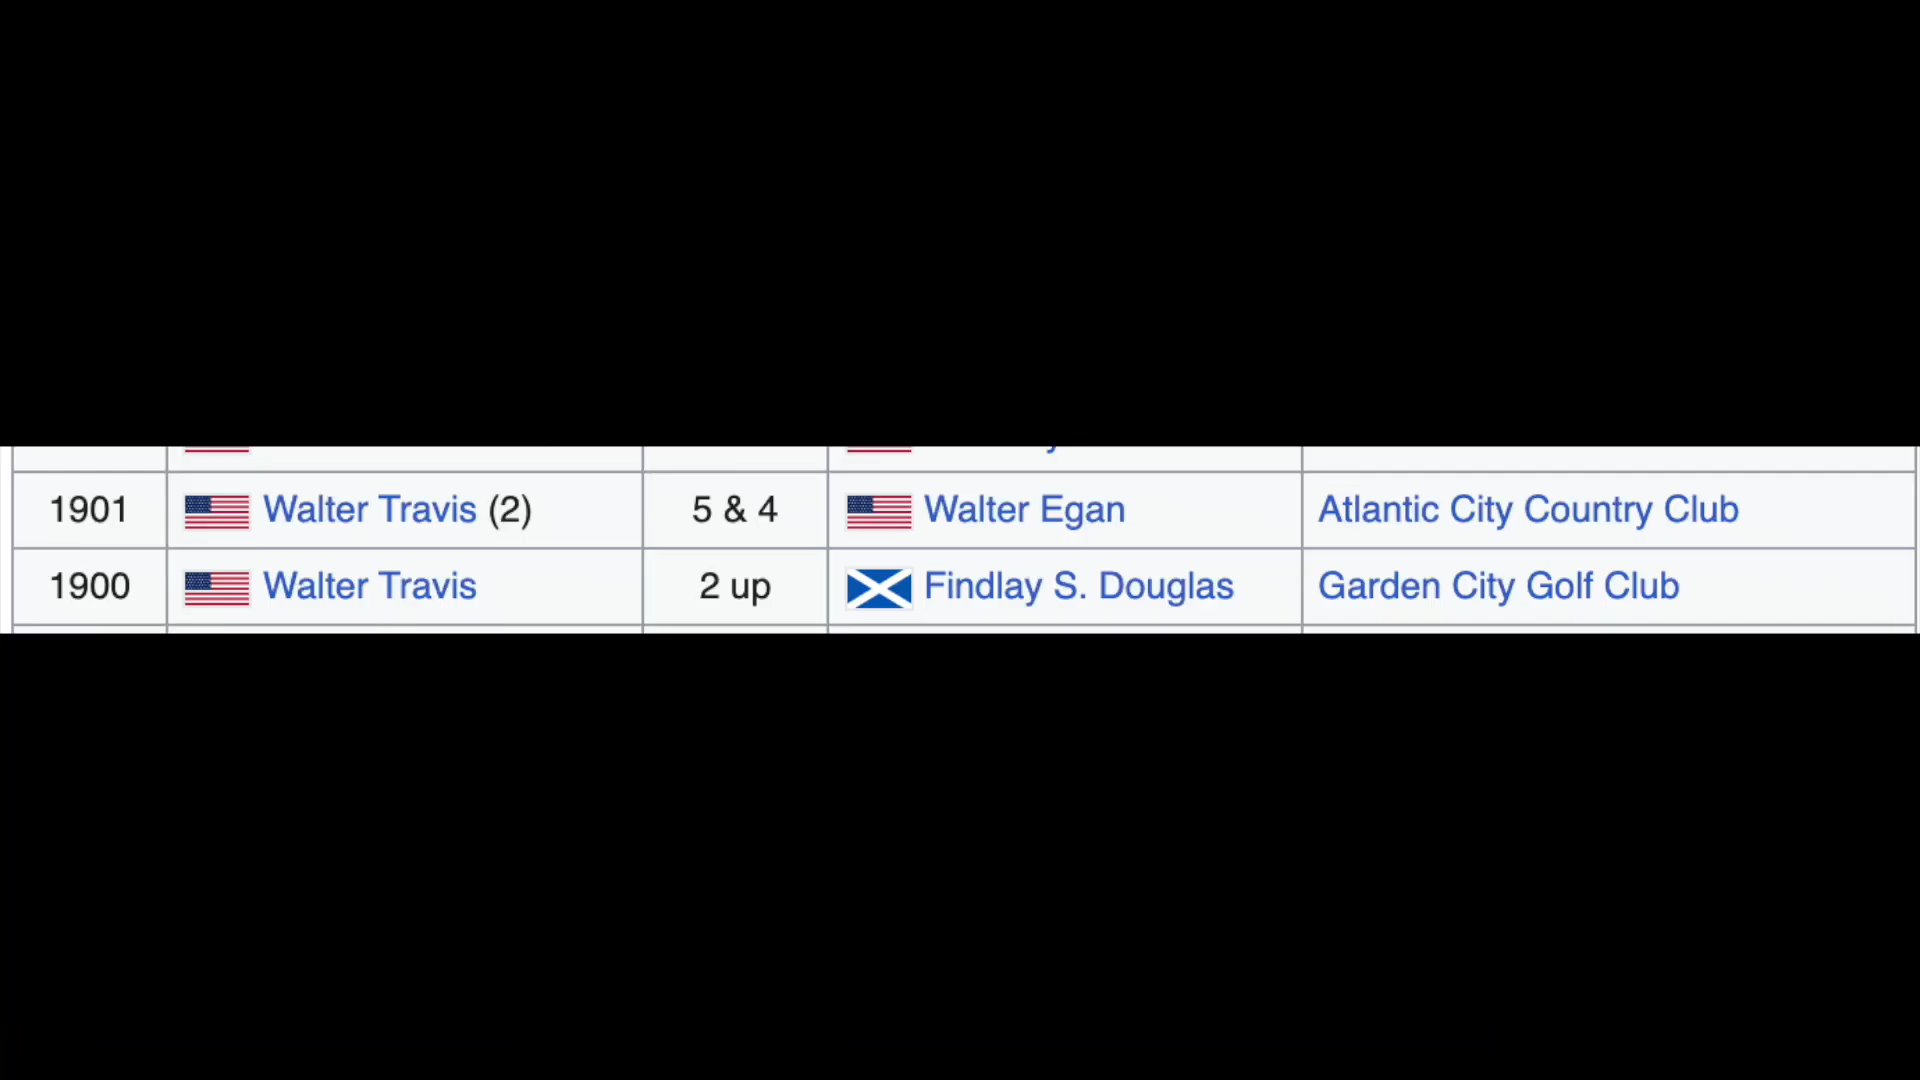 1901 Walter Travis (2) 5 & 4 Walter Egan Atlantic City Country Club
1900 Walter Travis 2 up Findlay S. Douglas Garden City Golf Club